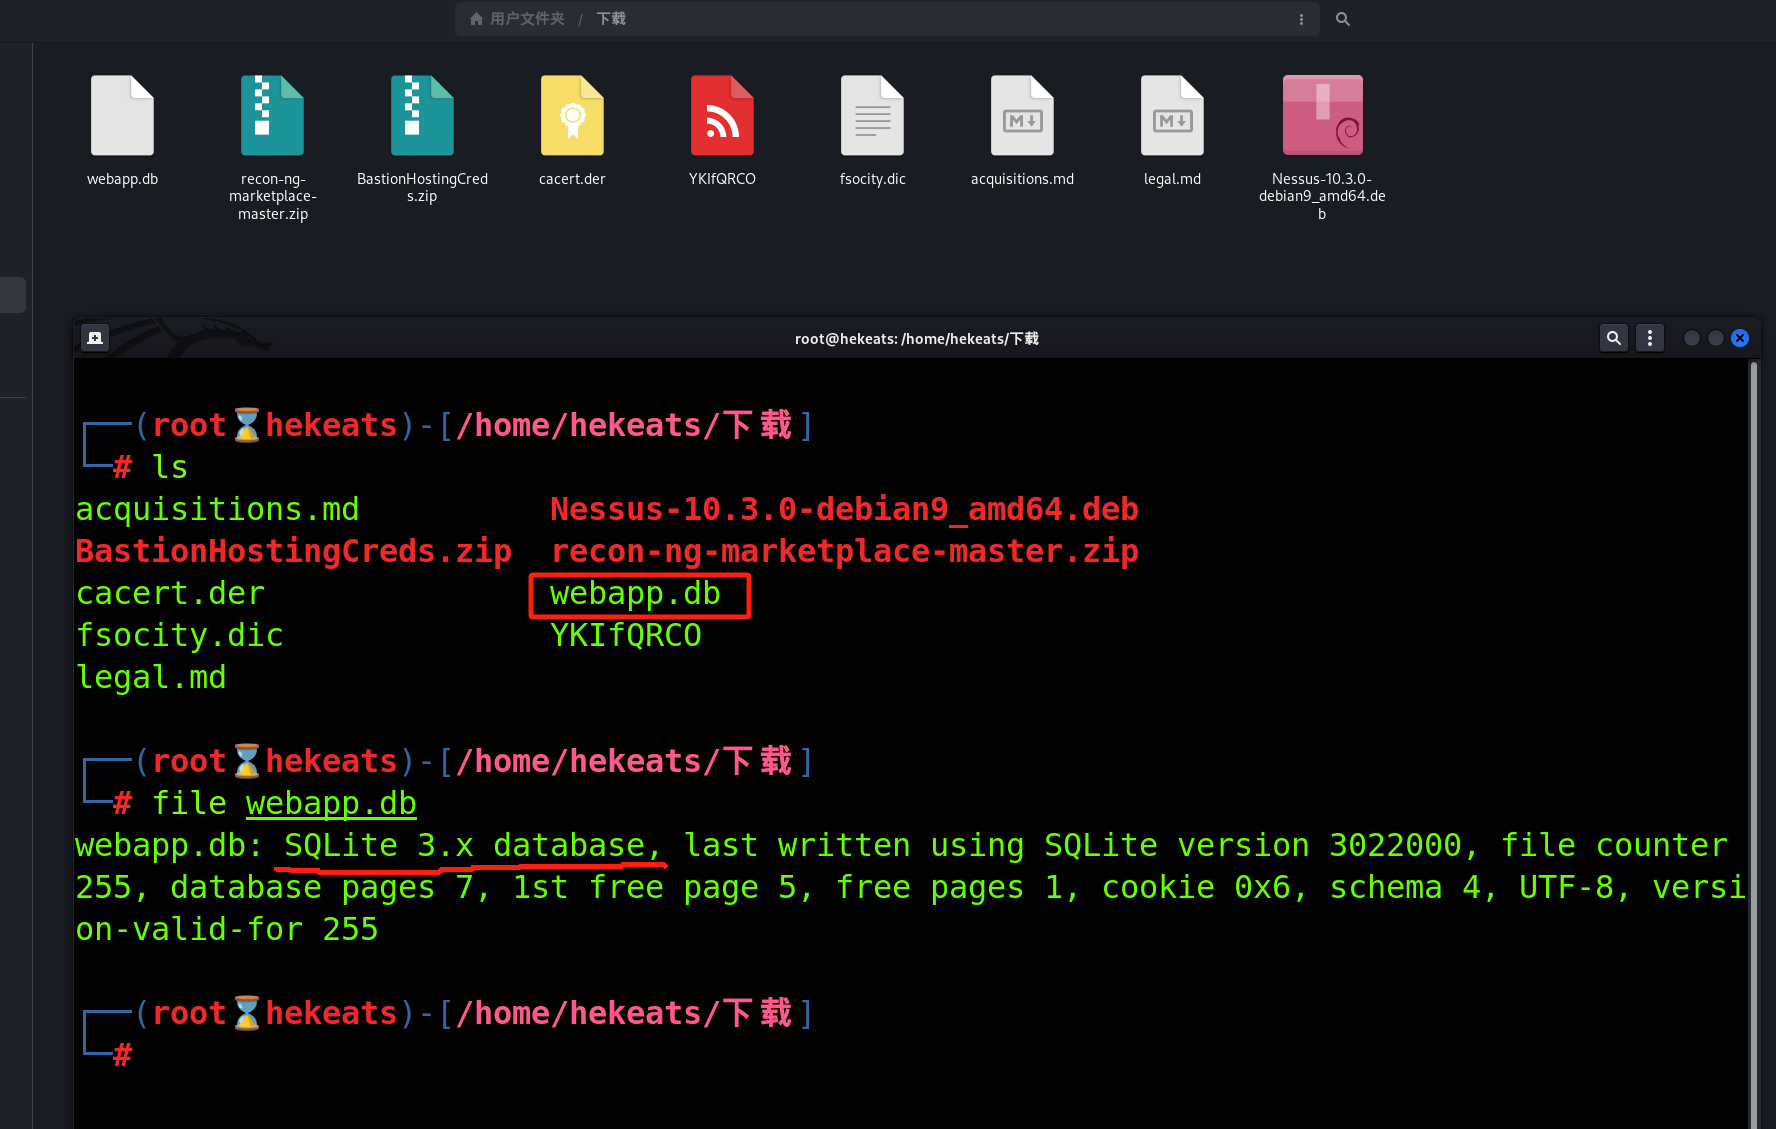 用户文件夹 / 下载
webapp.db
recon-ng-
marketplace-
master.zip
BastionHostingCred
s.zip
cacert.der
YKIfQRCO
fsocity.dic
acquisitions.md
legal.md
Nessus-10.3.0-
debian9_amd64.de
b
root@hekeats: /home/hekeats/下载
┌──(root⌛hekeats)-[/home/hekeats/下载]
└─# ls
acquisitions.md Nessus-10.3.0-debian9_amd64.deb
BastionHostingCreds.zip recon-ng-marketplace-master.zip
cacert.der webapp.db
fsocity.dic YKIfQRCO
legal.md
┌──(root⌛hekeats)-[/home/hekeats/下载]
└─# file webapp.db
webapp.db: SQLite 3.x database, last written using SQLite version 3022000, file counter
255, database pages 7, 1st free page 5, free pages 1, cookie 0x6, schema 4, UTF-8, versi
on-valid-for 255
┌──(root⌛hekeats)-[/home/hekeats/下载]
└─#